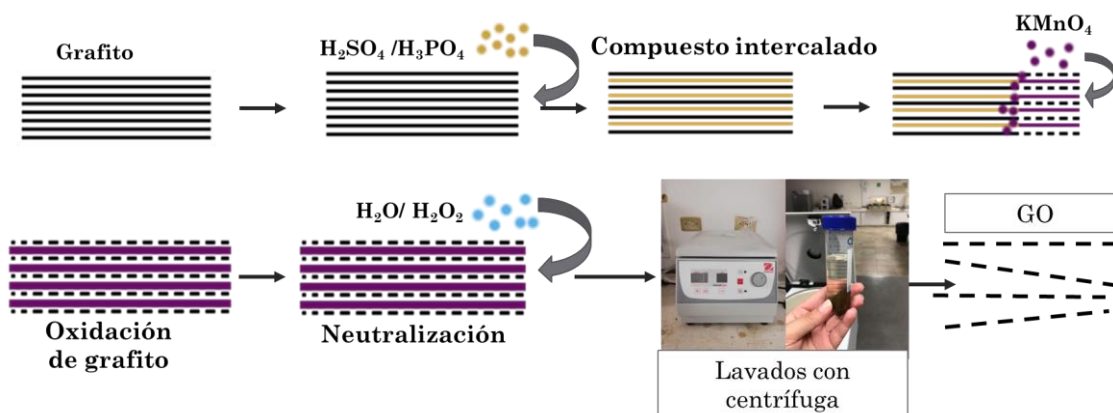 Grafito
H₂SO₄ /H₃PO₄
Compuesto intercalado
KMnO₄
Oxidación
de grafito
H₂O/ H₂O₂
Neutralización
Lavados con
centrífuga
GO